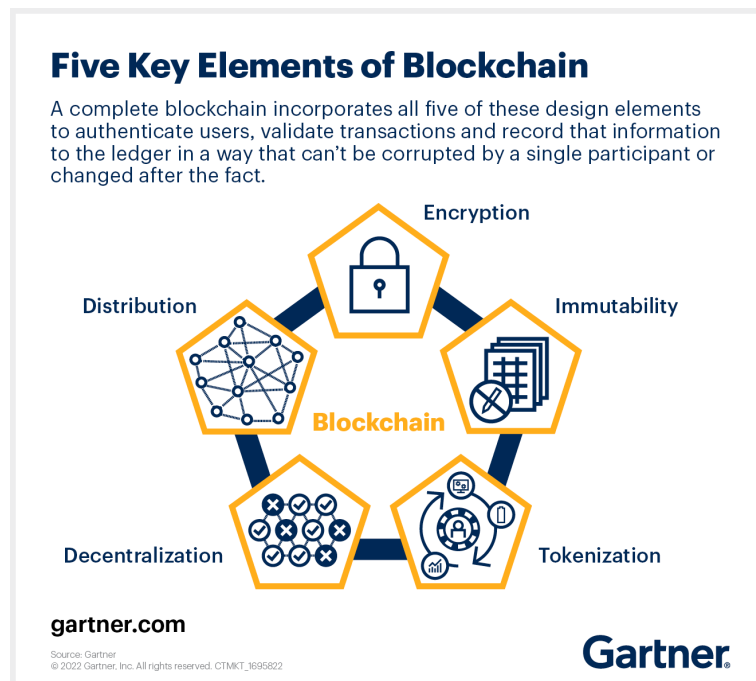 Five Key Elements of Blockchain
A complete blockchain incorporates all five of these design elements
to authenticate users, validate transactions and record that information
to the ledger in a way that can’t be corrupted by a single participant or
changed after the fact.
Encryption
Distribution
Immutability
Blockchain
Decentralization
Tokenization
gartner.com
Source: Gartner
© 2022 Gartner, Inc. All rights reserved. CTMKT_1695822
Gartner®